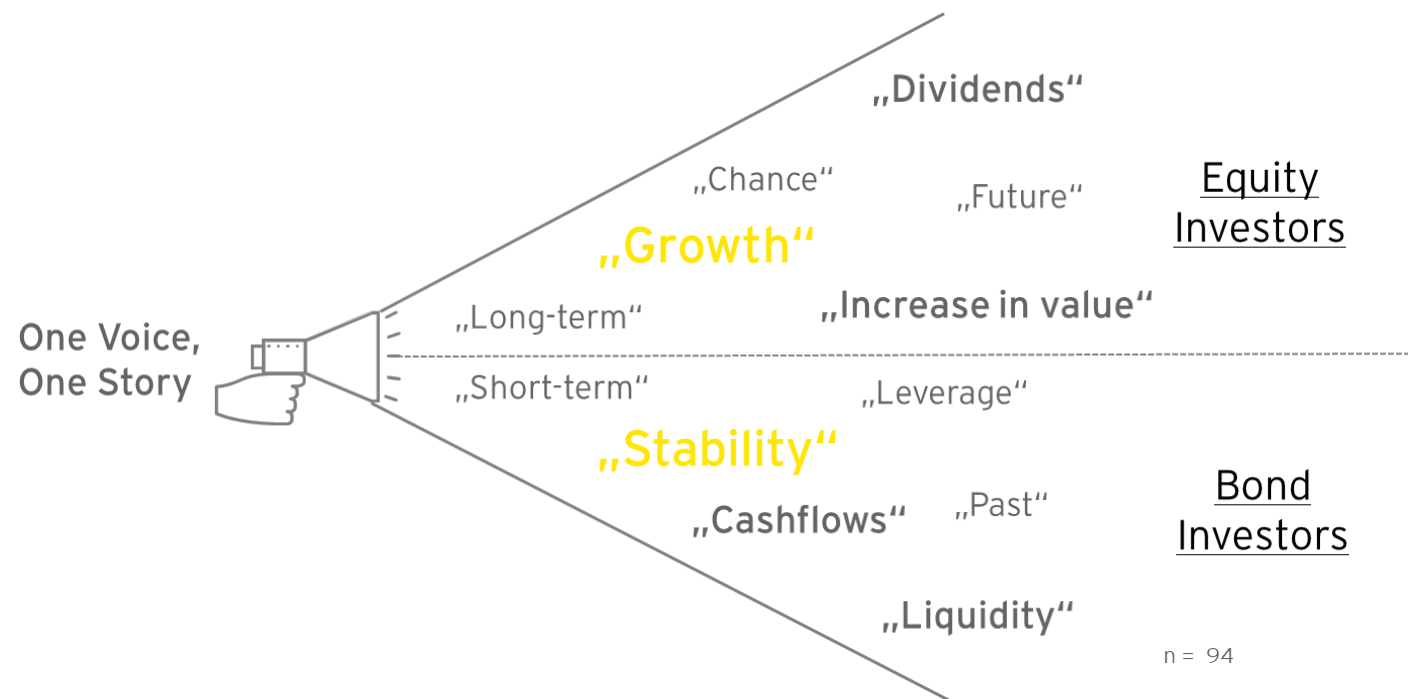 „Dividends“
„Chance“
„Future“
Equity
Investors
„Growth“
„Long-term“
„Increase in value“
One Voice,
One Story
„Short-term“
„Leverage“
„Stability“
„Cashflows“
„Past“
Bond
Investors
„Liquidity“
n = 94